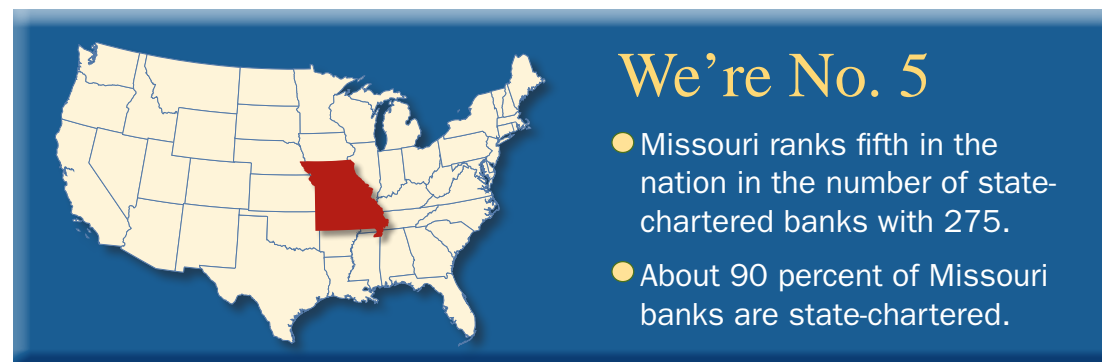 We’re No. 5
Missouri ranks fifth in the
nation in the number of state-
chartered banks with 275.
About 90 percent of Missouri
banks are state-chartered.